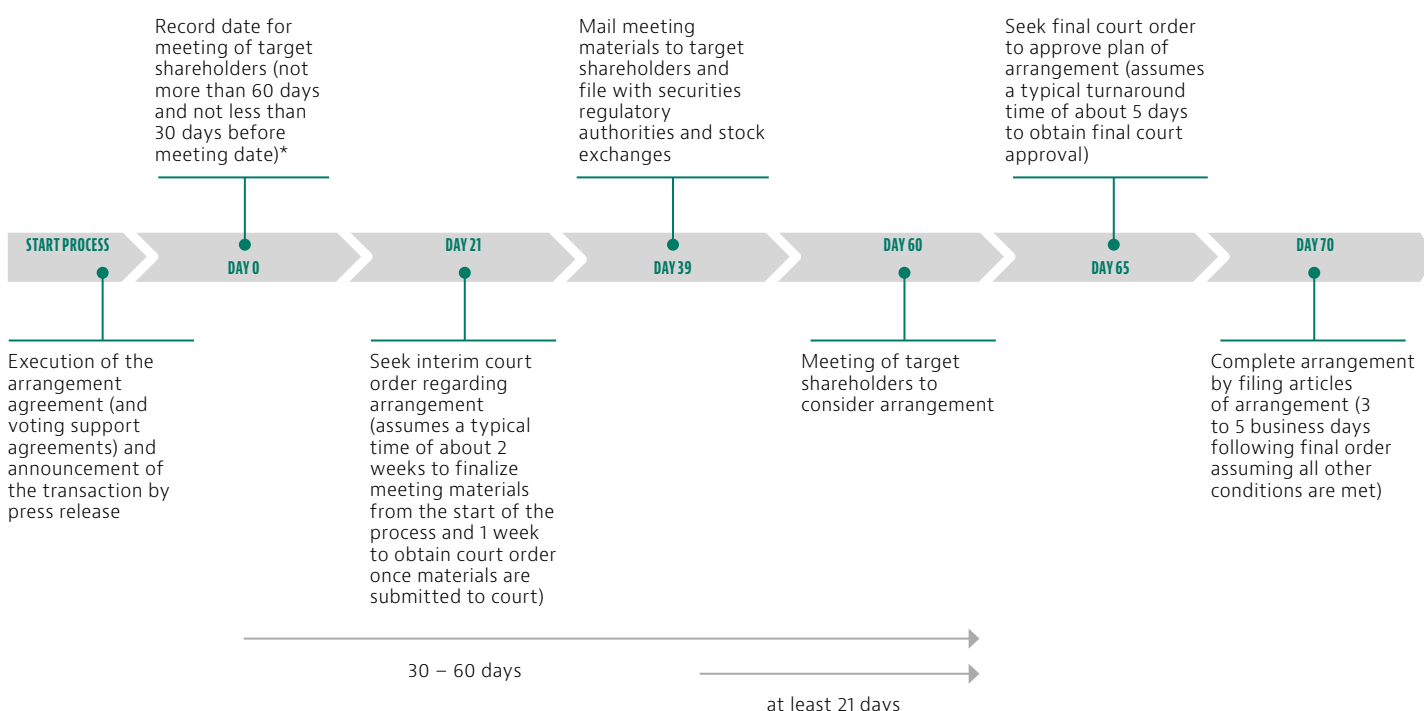 Record date for
meeting of target
shareholders (not
more than 60 days
and not less than
30 days before
meeting date)*
Mail meeting
materials to target
shareholders and
file with securities
regulatory
authorities and stock
exchanges
Seek final court order
to approve plan of
arrangement (assumes
a typical turnaround
time of about 5 days
to obtain final court
approval)
START PROCESS
DAY 0
DAY 21
DAY 39
DAY 60
DAY 65
DAY 70
Execution of the
arrangement
agreement (and
voting support
agreements) and
announcement of
the transaction by
press release
Seek interim court
order regarding
arrangement
(assumes a typical
time of about 2
weeks to finalize
meeting materials
from the start of the
process and 1 week
to obtain court order
once materials are
submitted to court)
Meeting of target
shareholders to
consider arrangement
Complete arrangement
by filing articles
of arrangement (3
to 5 business days
following final order
assuming all other
conditions are met)
30 – 60 days
at least 21 days